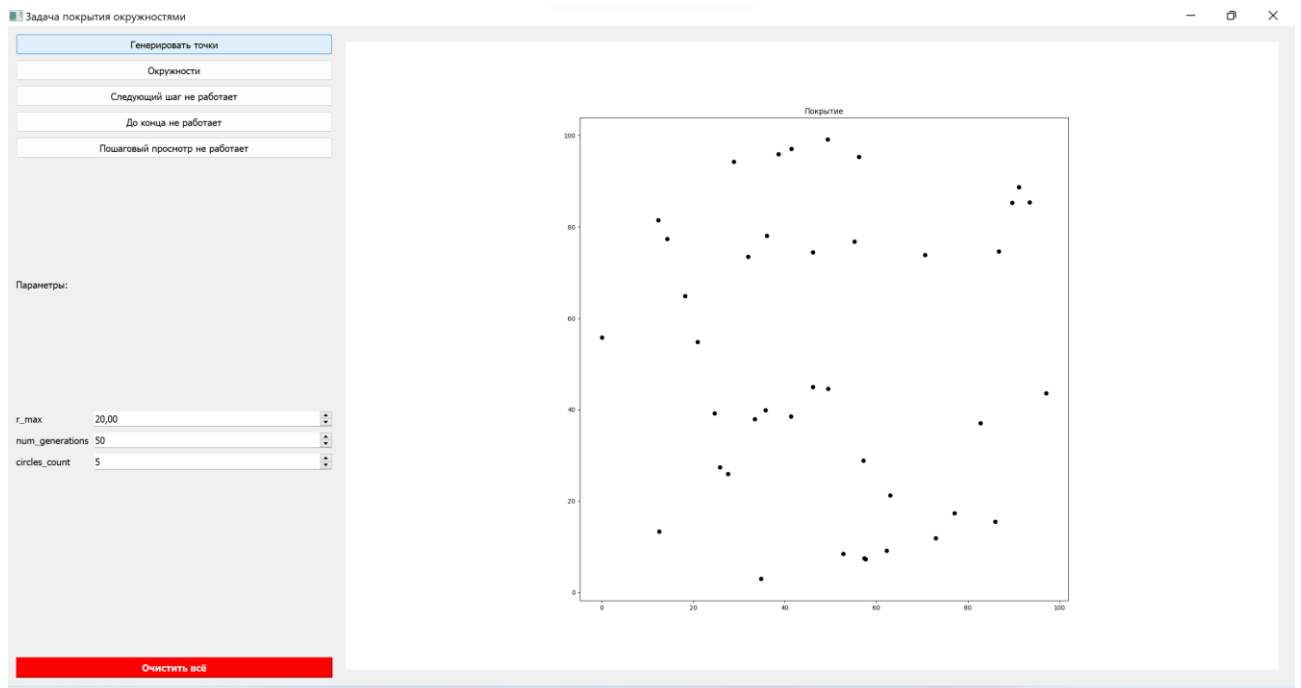 Задача покрытия окружностями
Генерировать точки
Окружности
Следующий шаг не работает
До конца не работает
Пошаговый просмотр не работает
Параметры:
r_max 20,00
num_generations 50
circles_count 5
Очистить всё
Покрытие
100
80
60
40
20
0
0 20 40 60 80 100